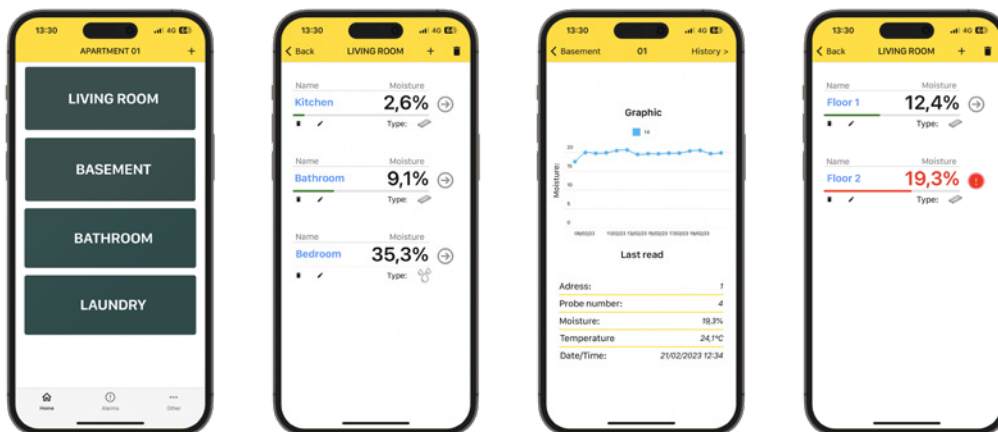 13:30 4G
APARTMENT 01 +
LIVING ROOM
BASEMENT
BATHROOM
LAUNDRY
Home Alarms Other
13:30 4G
< Back LIVING ROOM +
Name Moisture
Kitchen 2,6%
Type:
Name Moisture
Bathroom 9,1%
Type:
Name Moisture
Bedroom 35,3%
Type:
13:30 4G
< Basement 01 History >
Graphic
14
Moisture:
20
15
10
5
0
Last read
Adress: 1
Probe number: 4
Moisture: 19,3%
Temperature 24,1°C
Date/Time: 21/02/2023 12:34
13:30 4G
< Back LIVING ROOM +
Name Moisture
Floor 1 12,4%
Type:
Name Moisture
Floor 2 19,3% !
Type: